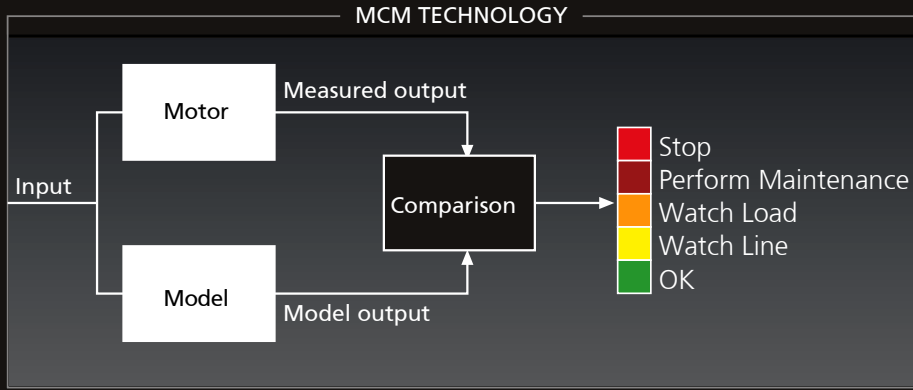 MCM TECHNOLOGY
Measured output
Motor
Input
Comparison
Model
Model output
Stop
Perform Maintenance
Watch Load
Watch Line
OK